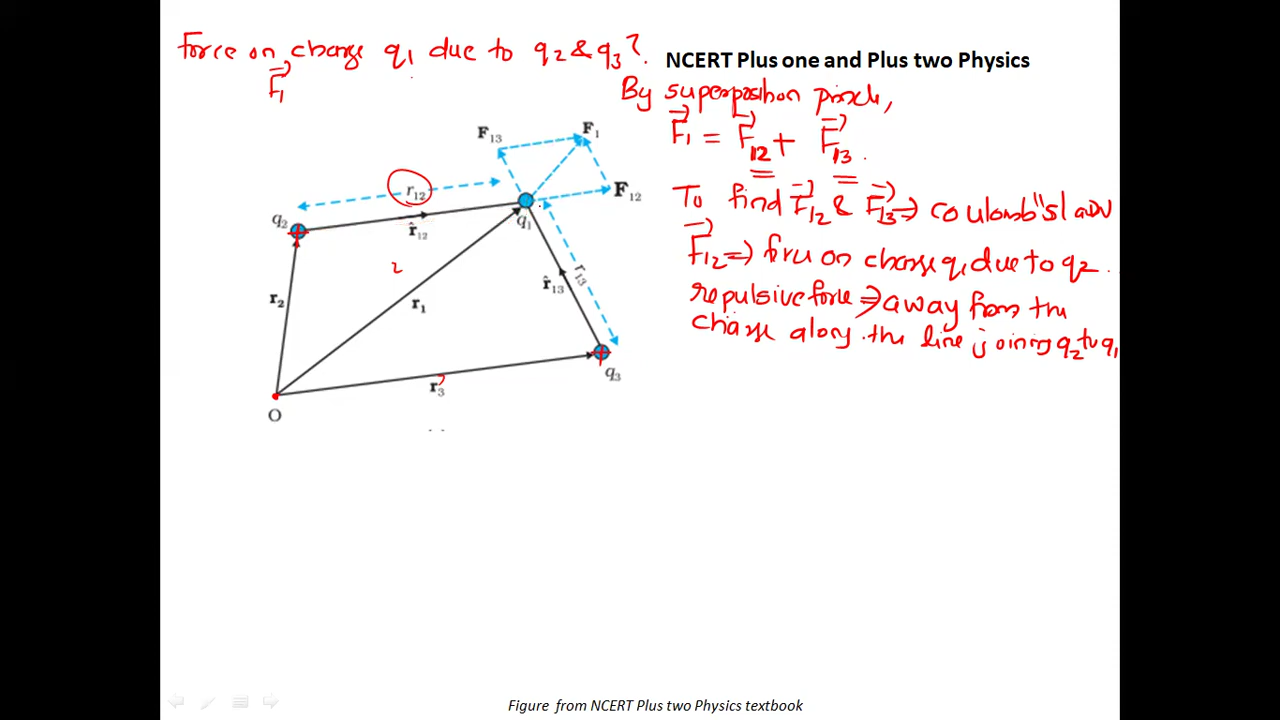 Force on charge q1 due to q2 & q3?
F1
NCERT Plus one and Plus two Physics
By superposition
F1 = F12 + F13.
To find F12 & F13 ⇒ coulomb"s law
F12 ⇒ force on charge q1 due to q2
repulsive force ⇒ away from the
charge along the line joining q2 to q1
F13
F1
F12
r12
q2
r̂12
q1
r13
r̂13
r2
r1
2
q3
r3
O
Figure from NCERT Plus two Physics textbook